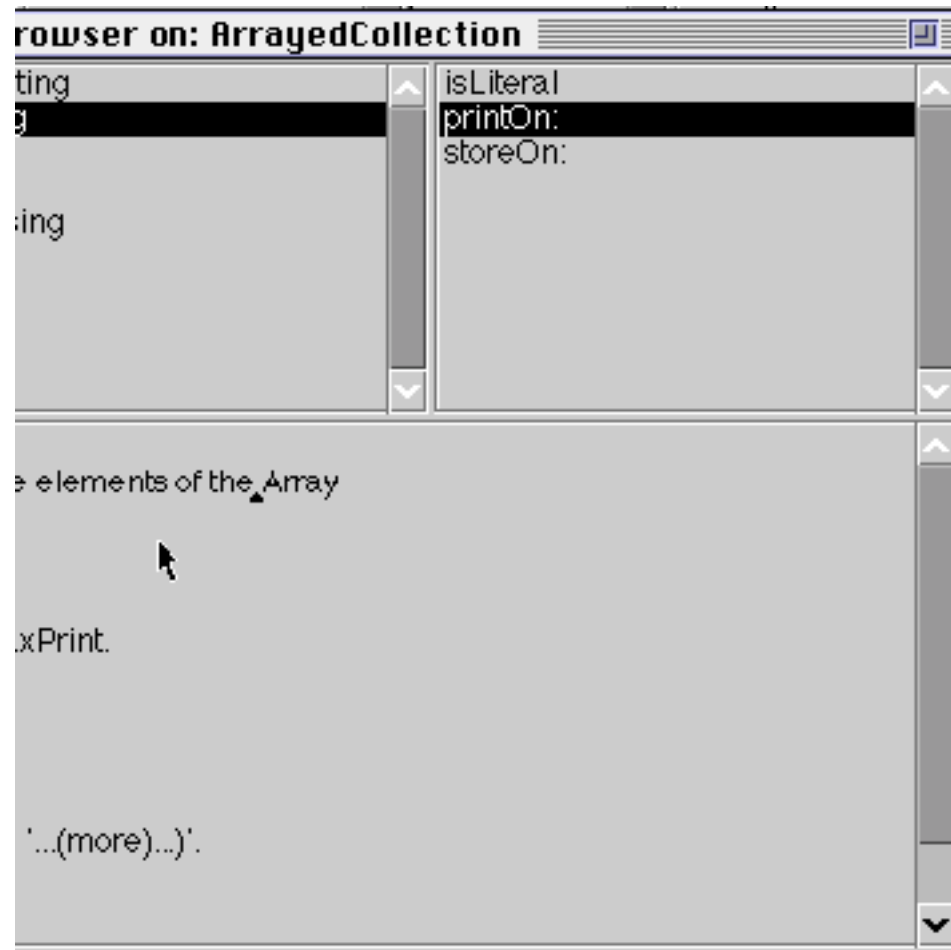 rowser on: ArrayedCollection
ting
g
sing
isLiteral
printOn:
storeOn:
e elements of the Array
xPrint.
'...(more)...)'.